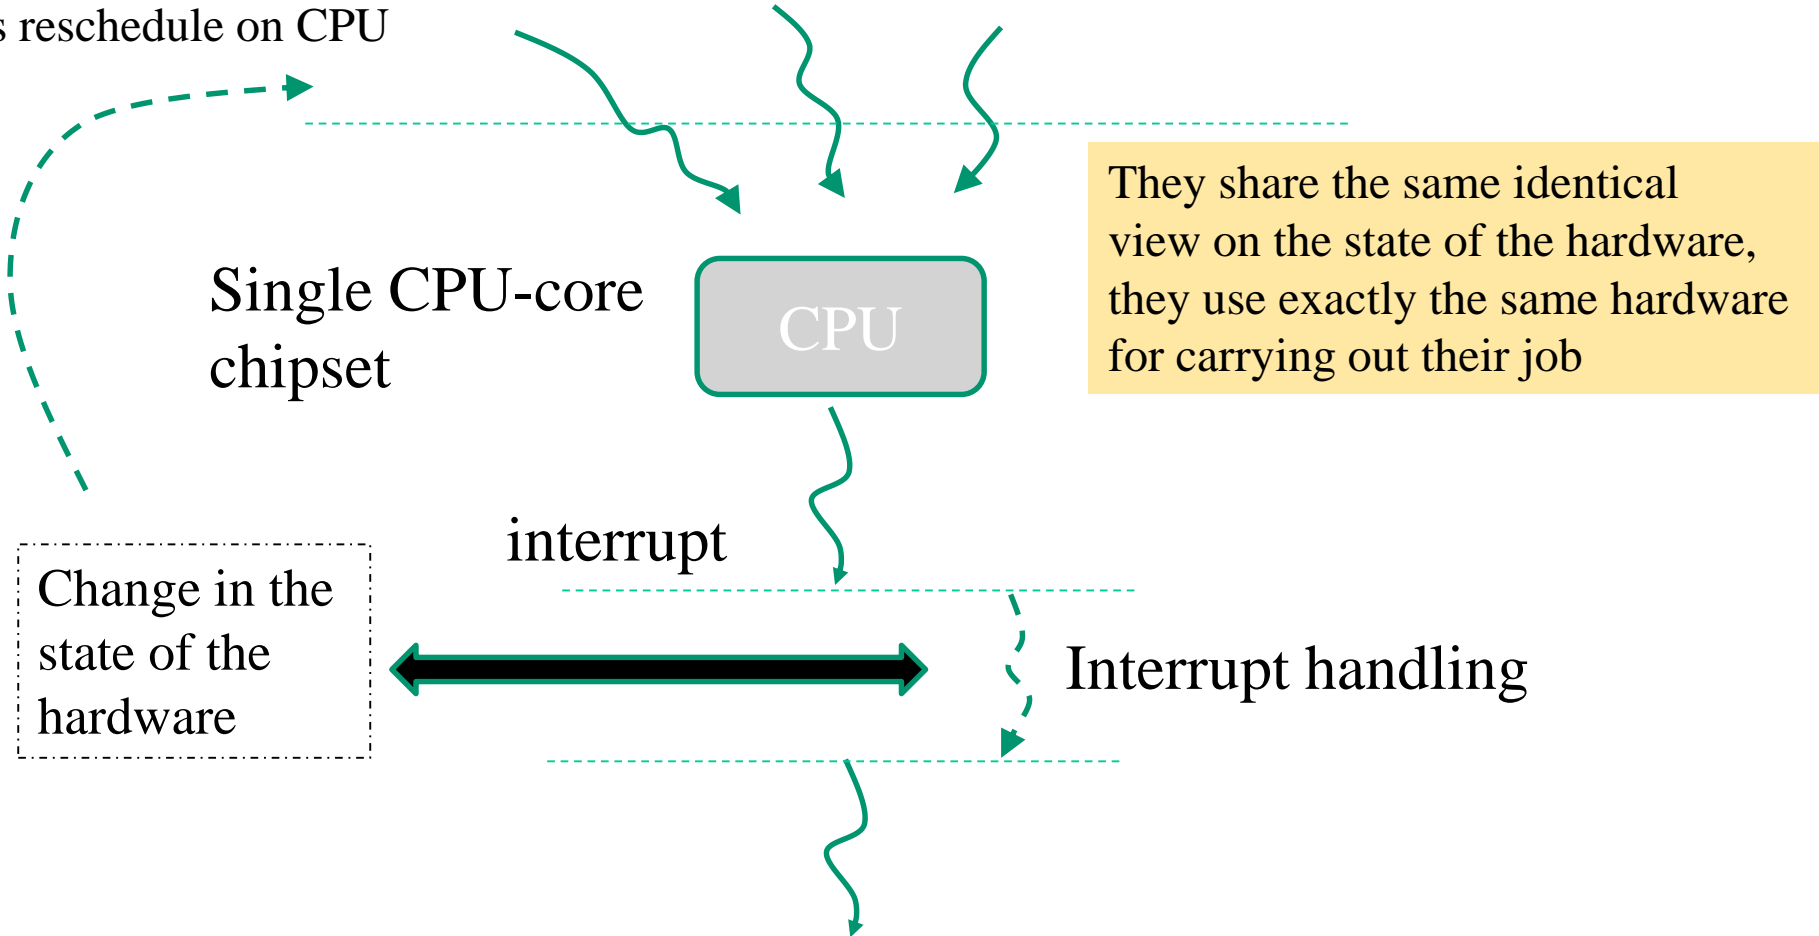 s reschedule on CPU
They share the same identical
view on the state of the hardware,
they use exactly the same hardware
for carrying out their job
Single CPU-core
chipset
CPU
interrupt
Change in the
state of the
hardware
Interrupt handling